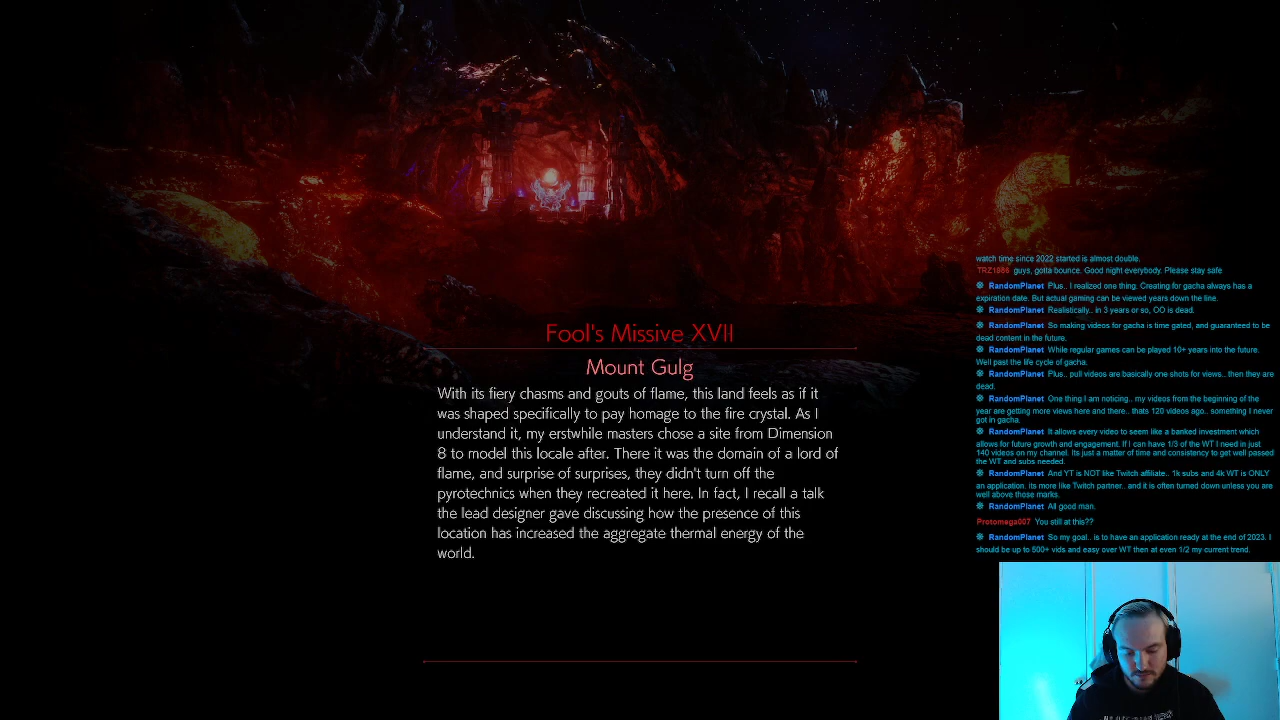 Fool's Missive XVII
Mount Gulg
With its fiery chasms and gouts of flame, this land feels as if it
was shaped specifically to pay homage to the fire crystal. As I
understand it, my erstwhile masters chose a site from Dimension
8 to model this locale after. There it was the domain of a lord of
flame, and surprise of surprises, they didn't turn off the
pyrotechnics when they recreated it here. In fact, I recall a talk
the lead designer gave discussing how the presence of this
location has increased the aggregate thermal energy of the
world.
watch time since 2022 started is almost double.
TRZ1986 guys, gotta bounce. Good night everybody. Please stay safe
RandomPlanet Plus.. I realized one thing. Creating for gacha always has a
expiration date. But actual gaming can be viewed years down the line.
RandomPlanet Realistically.. in 3 years or so, OO is dead.
RandomPlanet So making videos for gacha is time gated, and guaranteed to be
dead content in the future.
RandomPlanet While regular games can be played 10+ years into the future.
Well past the life cycle of gacha.
RandomPlanet Plus.. pull videos are basically one shots for views.. then they are
dead.
RandomPlanet One thing I am noticing.. my videos from the beginning of the
year are getting more views here and there.. thats 120 videos ago.. something I never
got in gacha.
RandomPlanet It allows every video to seem like a banked investment which
allows for future growth and engagement. If I can have 1/3 of the WT I need in just
140 videos on my channel. Its just a matter of time and consistency to get well passed
the WT and subs needed.
RandomPlanet And YT is NOT like Twitch affiliate.. 1k subs and 4k WT is ONLY
an application. its more like Twitch partner.. and it is often turned down unless you are
well above those marks.
RandomPlanet All good man.
Protomega007 You still at this??
RandomPlanet So my goal.. is to have an application ready at the end of 2023. I
should be up to 500+ vids and easy over WT then at even 1/2 my current trend.